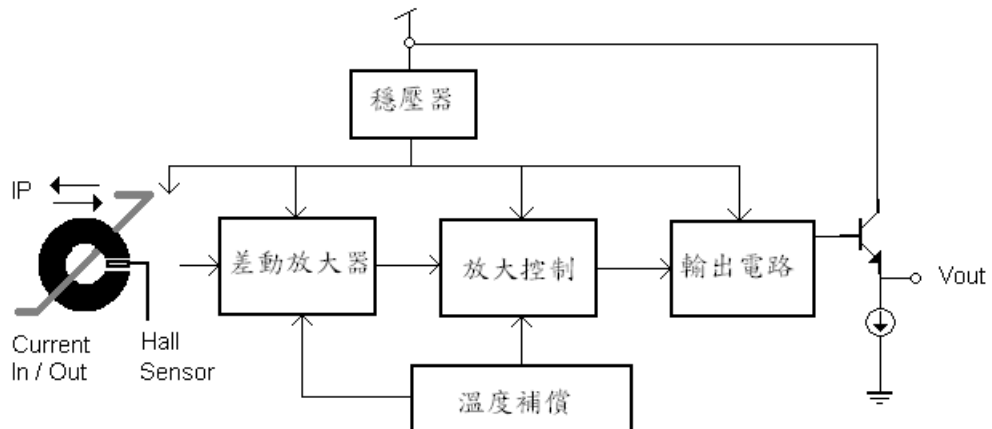 穩壓器
IP
差動放大器
放大控制
輸出電路
Vout
Current
In / Out
Hall
Sensor
溫度補償